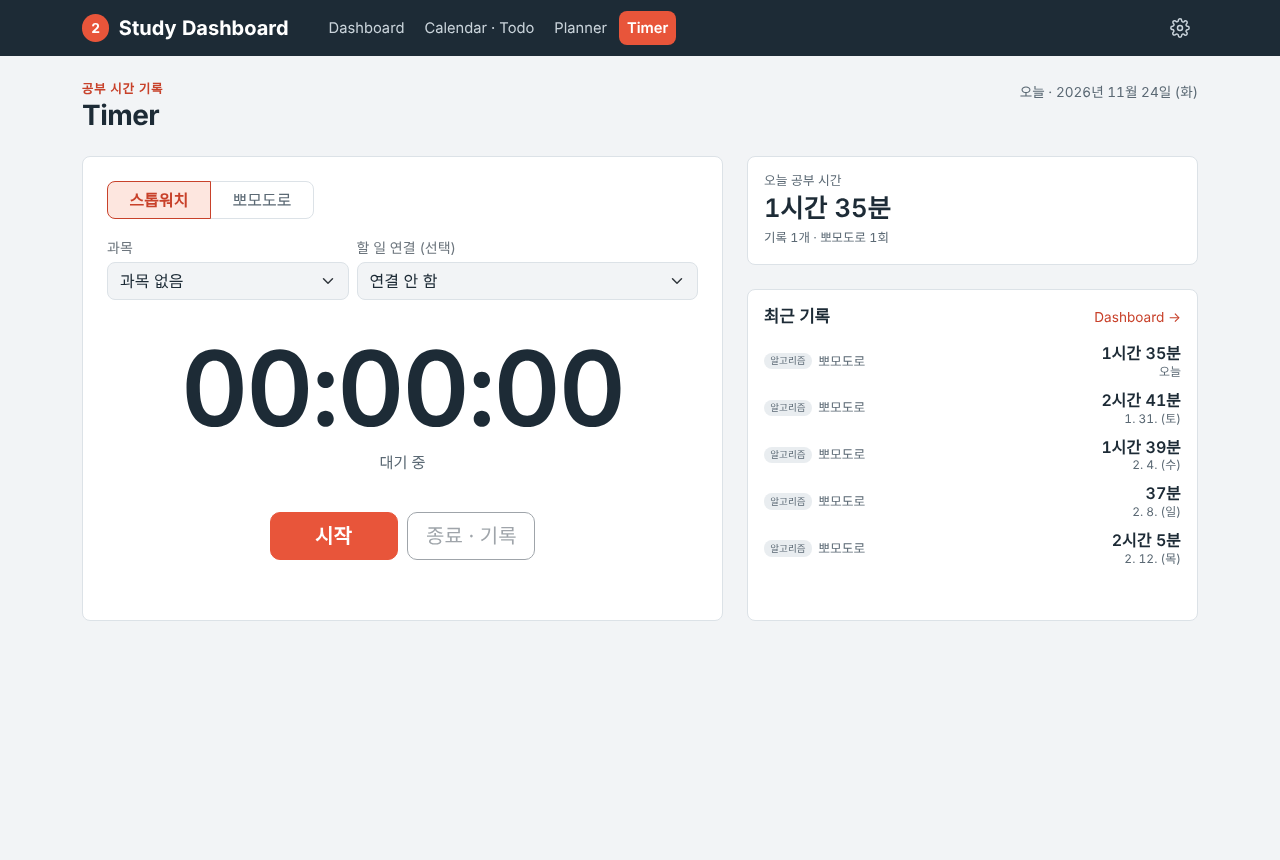 2 Study Dashboard Dashboard Calendar · Todo Planner Timer
공부 시간 기록
Timer
오늘 · 2026년 11월 24일 (화)
스톱워치 뽀모도로
과목 할 일 연결 (선택)
과목 없음 연결 안 함
00:00:00
대기 중
시작 종료 · 기록
오늘 공부 시간
1시간 35분
기록 1개 · 뽀모도로 1회
최근 기록 Dashboard →
알고리즘 뽀모도로 1시간 35분
오늘
알고리즘 뽀모도로 2시간 41분
1. 31. (토)
알고리즘 뽀모도로 1시간 39분
2. 4. (수)
알고리즘 뽀모도로 37분
2. 8. (일)
알고리즘 뽀모도로 2시간 5분
2. 12. (목)